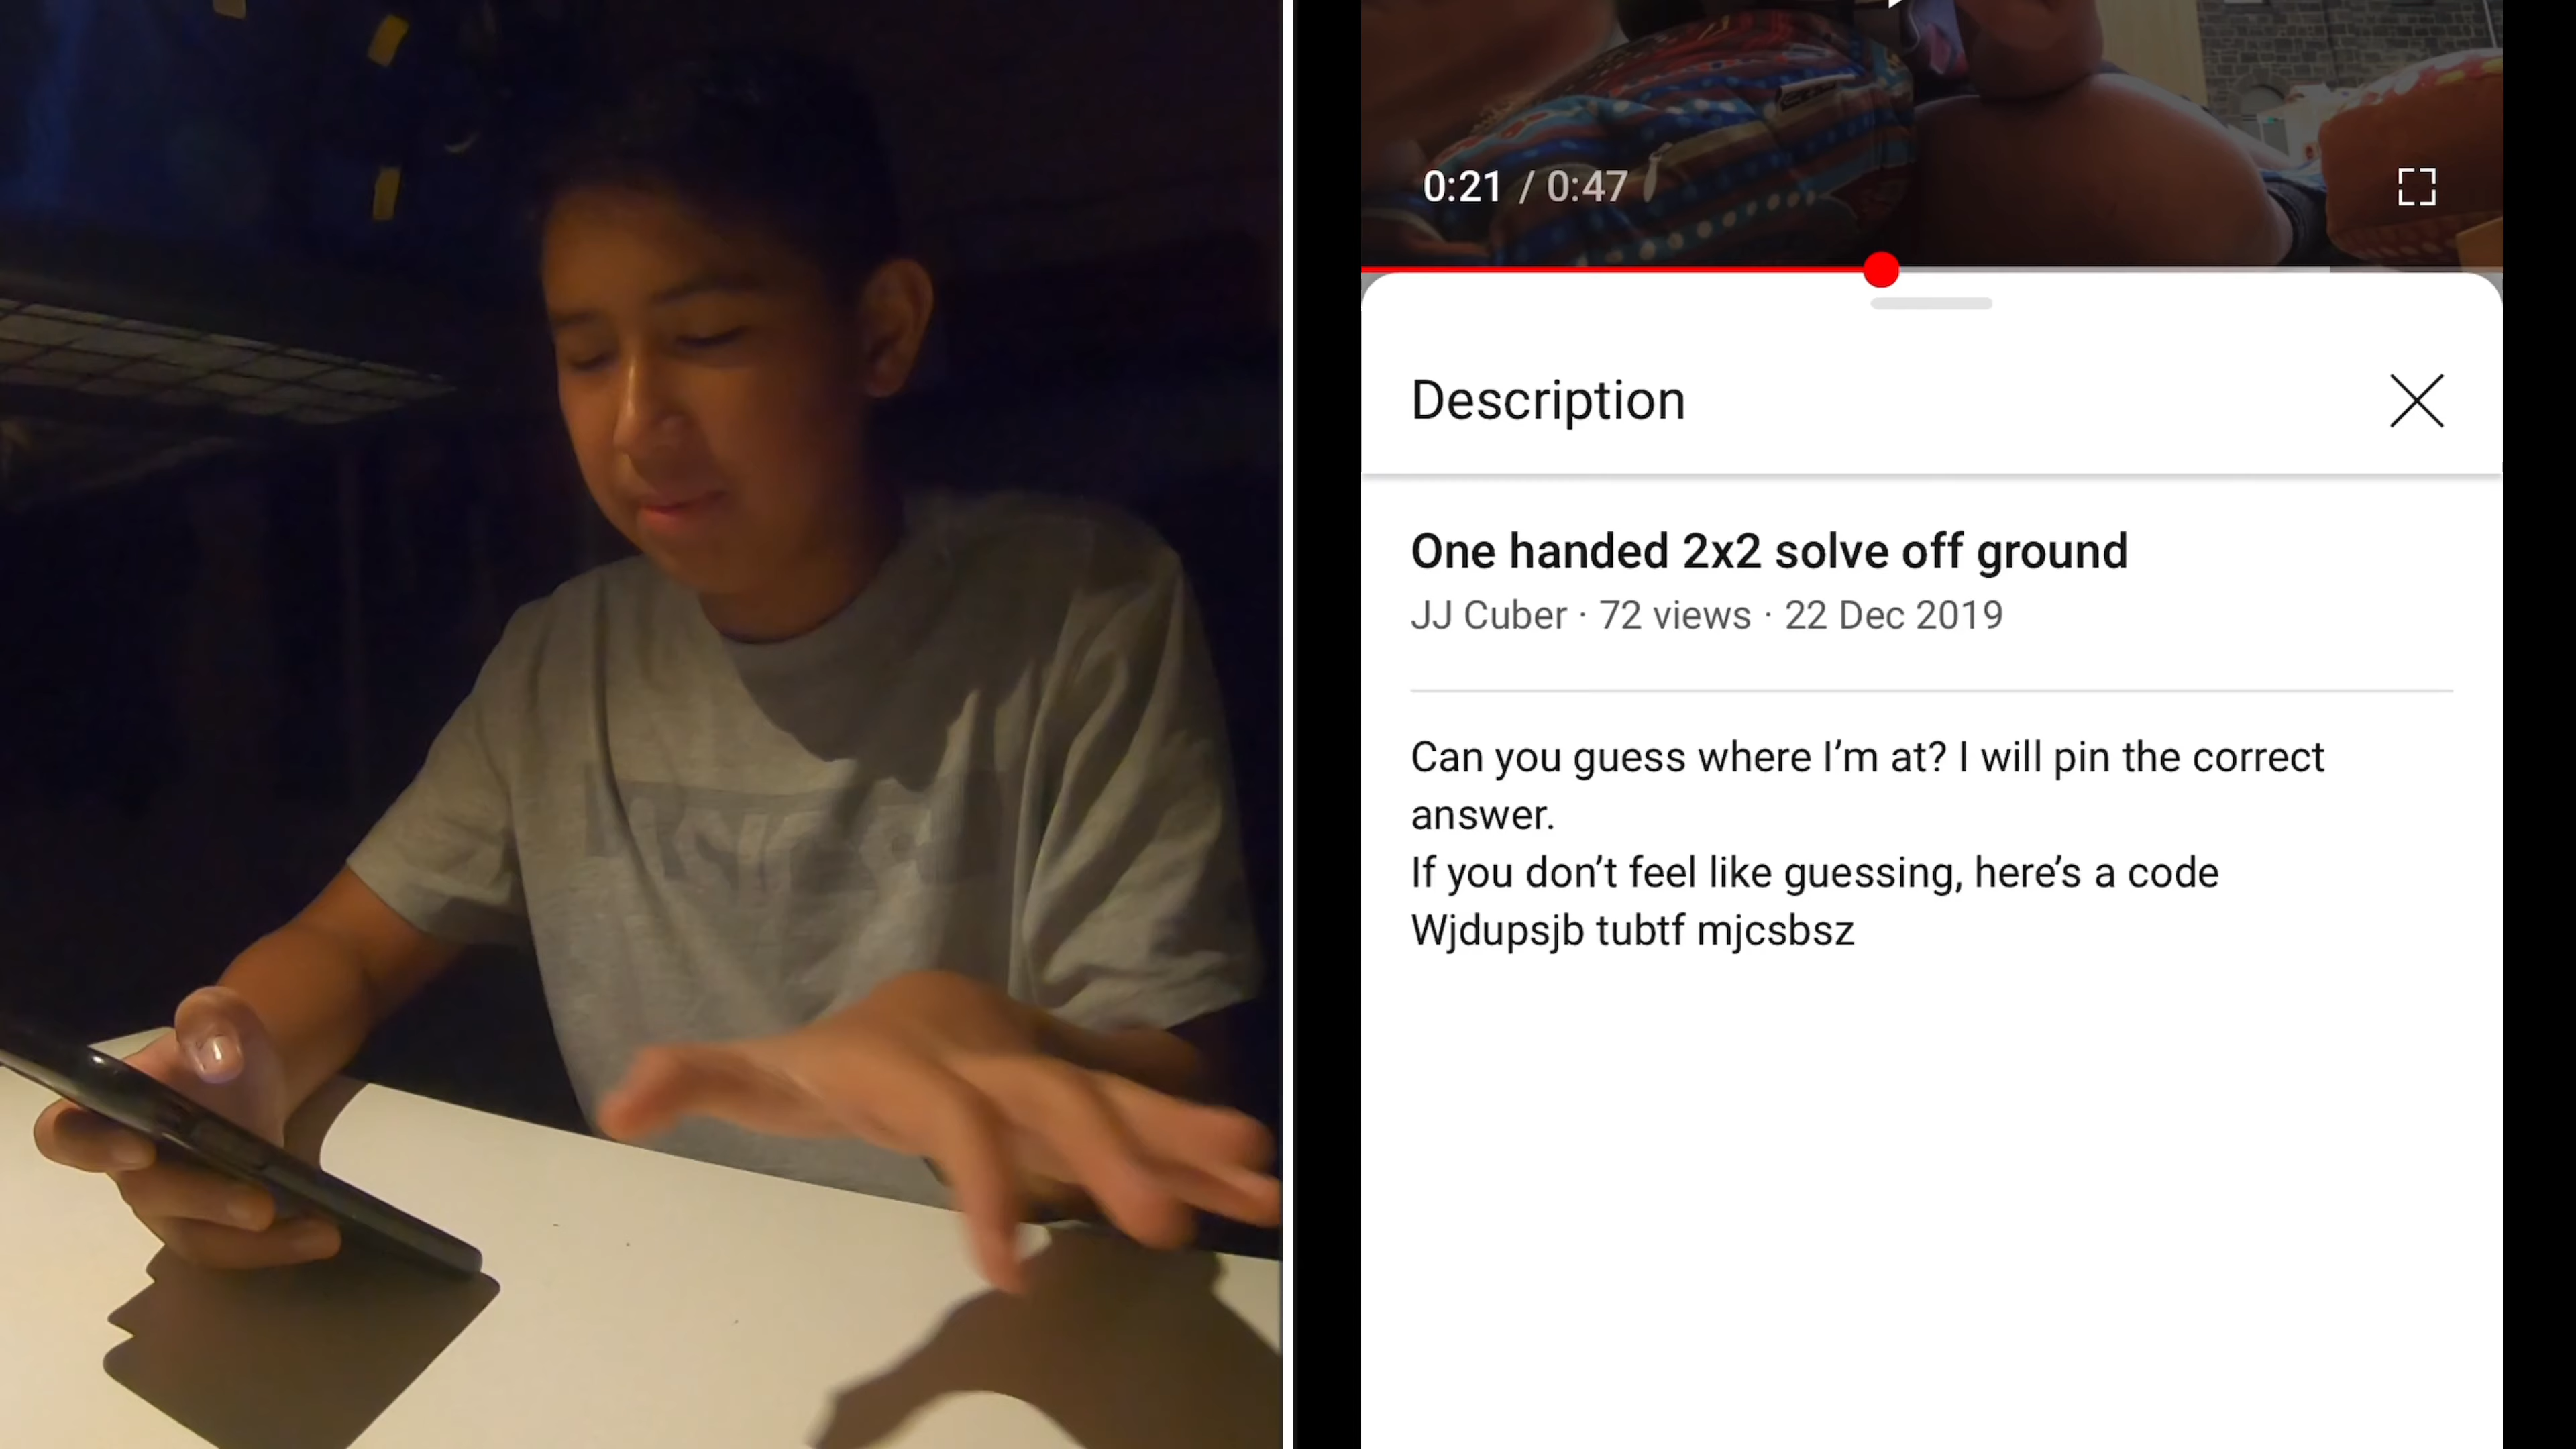 0:21 / 0:47
Description
One handed 2x2 solve off ground
JJ Cuber · 72 views · 22 Dec 2019
Can you guess where I’m at? I will pin the correct
answer.
If you don’t feel like guessing, here’s a code
Wjdupsjb tubtf mjcsbsz